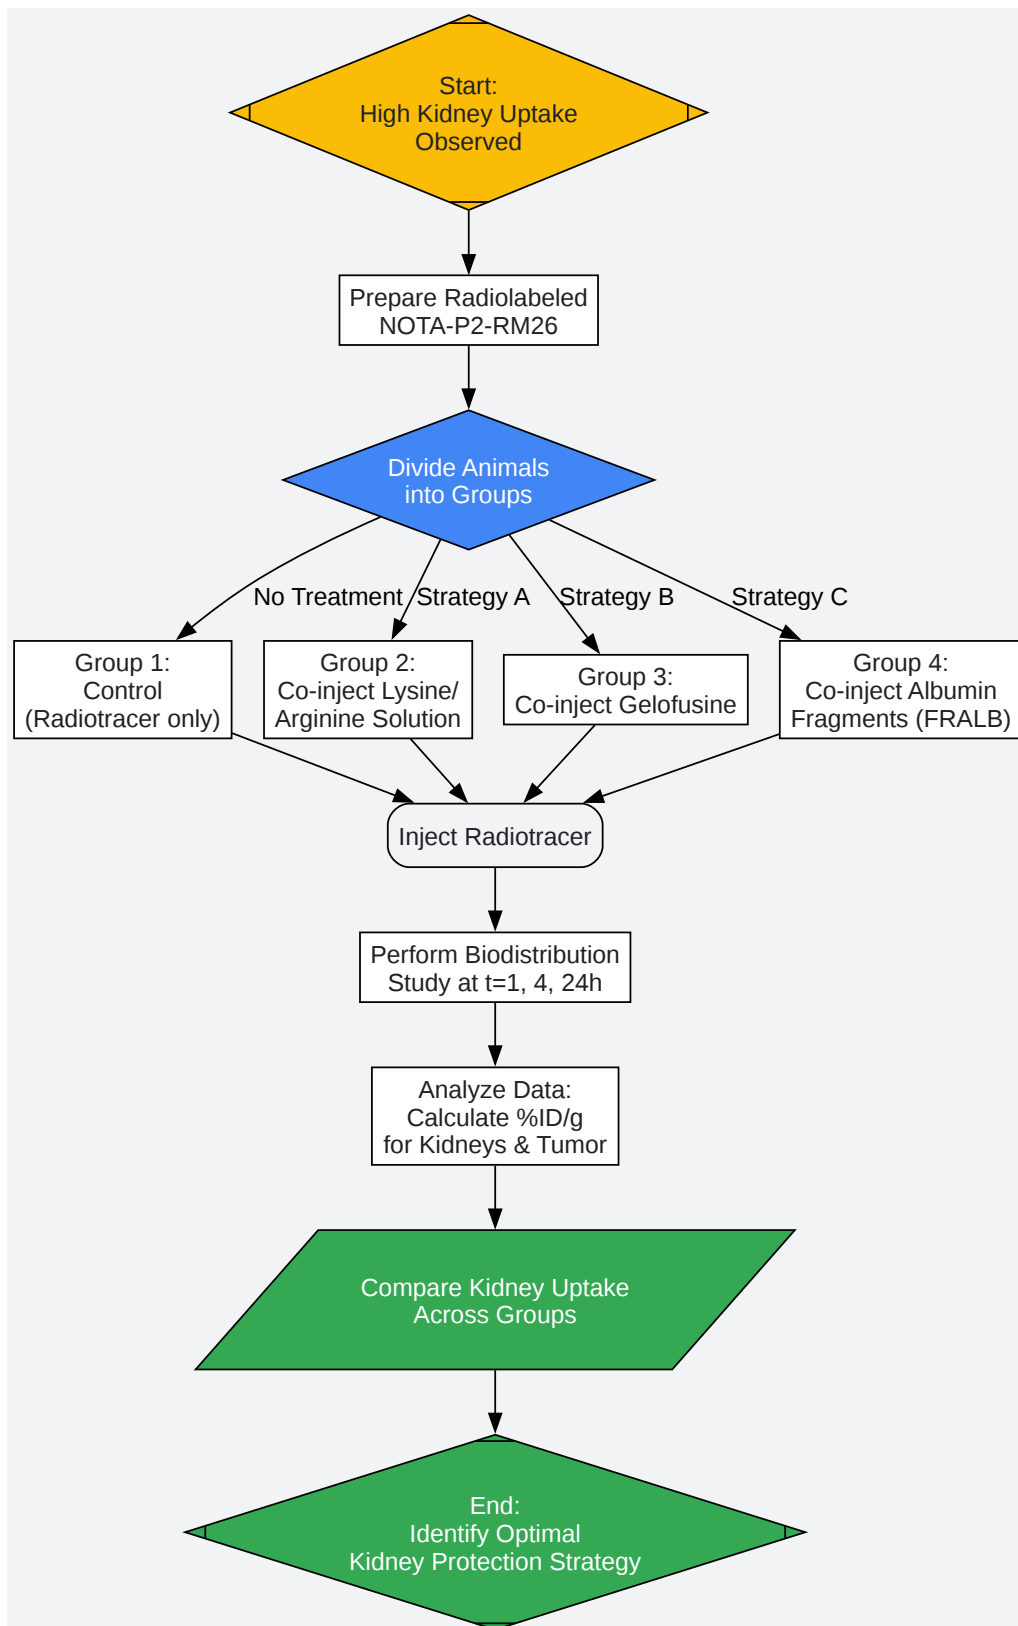 Start:
High Kidney Uptake
Observed
Prepare Radiolabeled
NOTA-P2-RM26
Divide Animals
into Groups
No Treatment
Strategy A
Strategy B
Strategy C
Group 1:
Control
(Radiotracer only)
Group 2:
Co-inject Lysine/
Arginine Solution
Group 3:
Co-inject Gelofusine
Group 4:
Co-inject Albumin
Fragments (FRALB)
Inject Radiotracer
Perform Biodistribution
Study at t=1, 4, 24h
Analyze Data:
Calculate %ID/g
for Kidneys & Tumor
Compare Kidney Uptake
Across Groups
End:
Identify Optimal
Kidney Protection Strategy